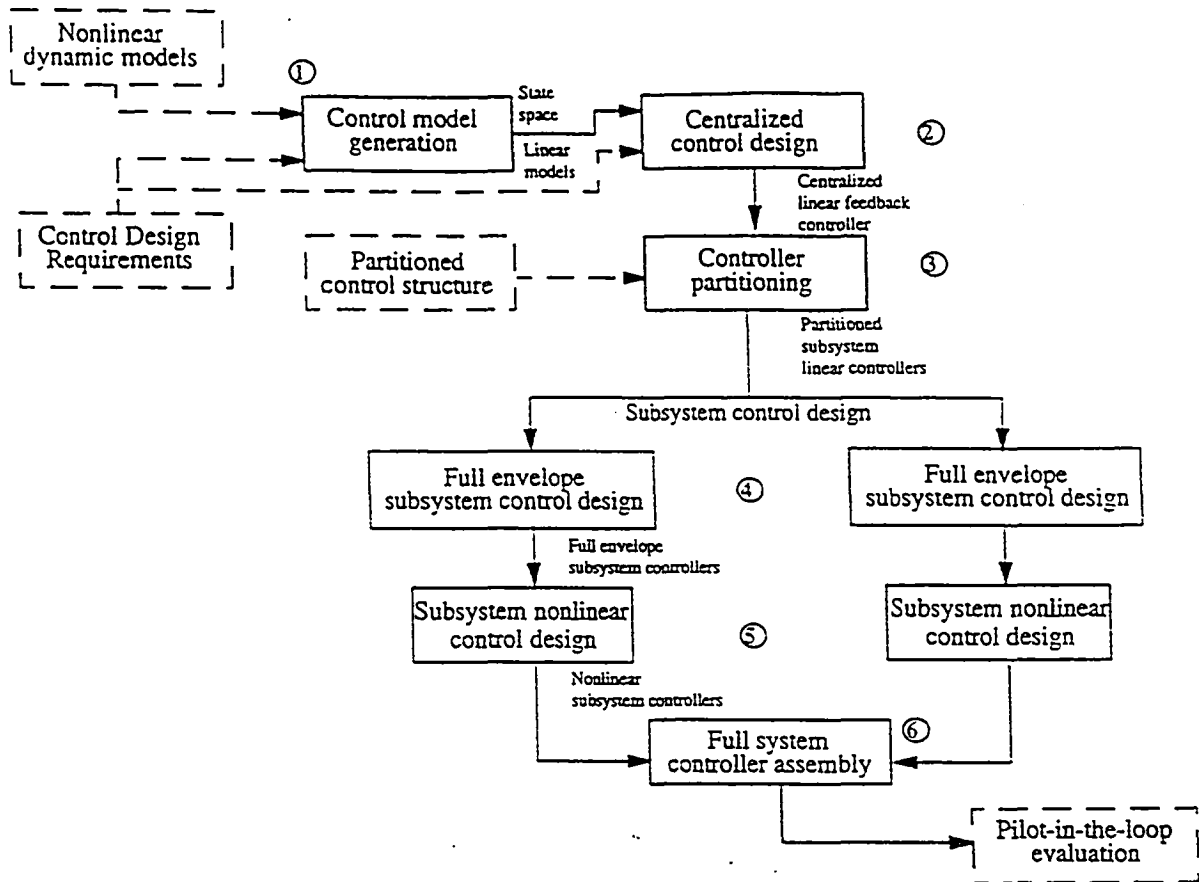 Nonlinear
dynamic models
①
Control model
generation
State
space
Linear
models
Centralized
control design
②
Centralized
linear feedback
controller
Control Design
Requirements
Partitioned
control structure
Controller
partitioning
③
Partitioned
subsystem
linear controllers
Subsystem control design
Full envelope
subsystem control design
④
Full envelope
subsystem control design
Full envelope
subsystem controllers
Subsystem nonlinear
control design
⑤
Subsystem nonlinear
control design
Nonlinear
subsystem controllers
Full system
controller assembly
⑥
Pilot-in-the-loop
evaluation